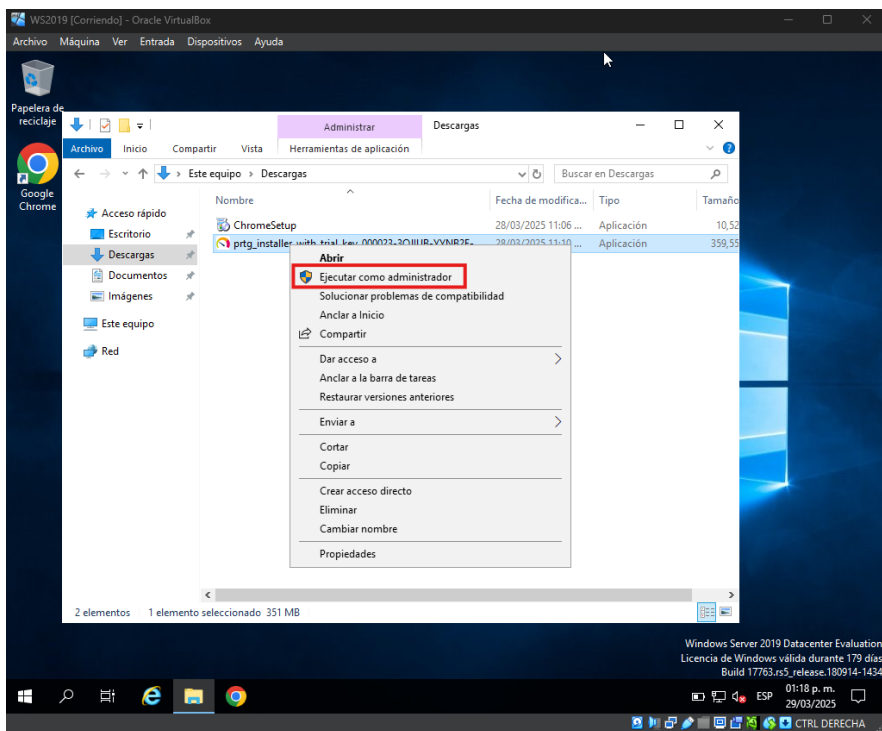 WS2019 [Corriendo] - Oracle VirtualBox
Archivo Máquina Ver Entrada Dispositivos Ayuda
Papelera de reciclaje
Google Chrome
Administrar Descargas
Archivo Inicio Compartir Vista Herramientas de aplicación
Este equipo > Descargas Buscar en Descargas
Nombre Fecha de modifica... Tipo Tamaño
Acceso rápido
Escritorio
Descargas
Documentos
Imágenes
Este equipo
Red
ChromeSetup 28/03/2025 11:06 ... Aplicación 10,52
prtg_installer_with_trial_key_000023- 28/03/2025 11:10 ... Aplicación 359,55
Abrir
Ejecutar como administrador
Solucionar problemas de compatibilidad
Anclar a Inicio
Compartir
Dar acceso a
Anclar a la barra de tareas
Restaurar versiones anteriores
Enviar a
Cortar
Copiar
Crear acceso directo
Eliminar
Cambiar nombre
Propiedades
2 elementos 1 elemento seleccionado 351 MB
Windows Server 2019 Datacenter Evaluation
Licencia de Windows válida durante 179 días
Build 17763.rs5_release.180914-1434
ESP 01:18 p. m.
29/03/2025
CTRL DERECHA